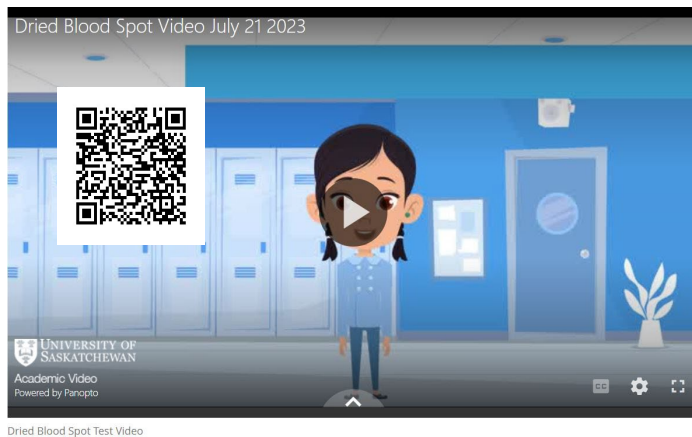 Dried Blood Spot Video July 21 2023
UNIVERSITY OF
SASKATCHEWAN
Academic Video
Powered by Panopto
CC
Dried Blood Spot Test Video